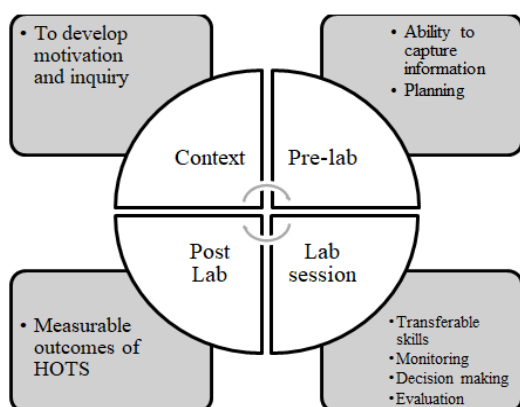 • To develop
motivation
and inquiry
• Ability to
capture
information
• Planning
Context
Pre-lab
Post
Lab
Lab
session
• Measurable
outcomes of
HOTS
• Transferable
skills
• Monitoring
• Decision making
• Evaluation